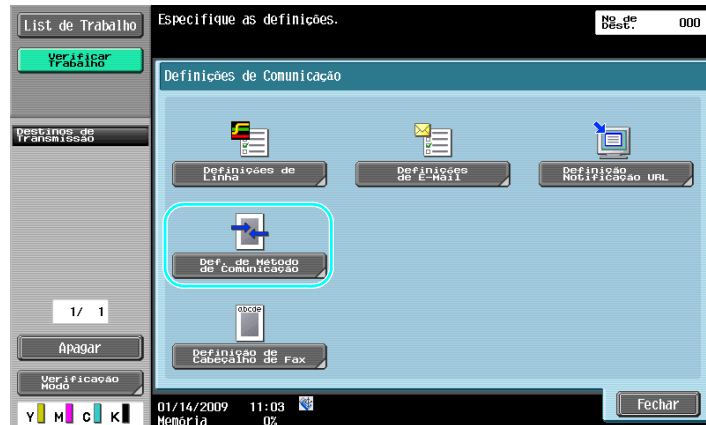 List de Trabalho
Especifique as definições.
Nº de
Dest.
000
Verificar
Trabalho
Definições de Comunicação
Destinos de
Transmissão
Definições de
Linha
Definições
de E-Mail
Definição
Notificação URL
Def. de Método
de Comunicação
abcde
1/ 1
Definição de
Cabeçalho de Fax
Apagar
Verificação
Modo
Fechar
01/14/2009 11:03
Memória 0%
Y M C K